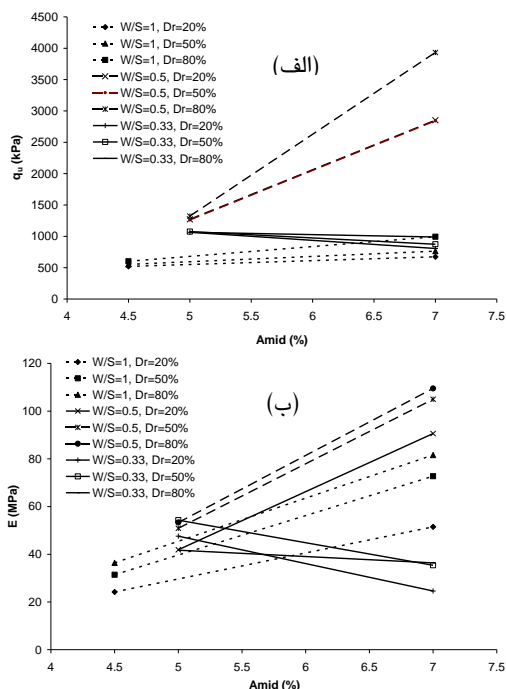 4500
4000
3500
3000
2500
2000
1500
1000
500
0
qu (kPa)
W/S=1, Dr=20%
W/S=1, Dr=50%
W/S=1, Dr=80%
W/S=0.5, Dr=20%
W/S=0.5, Dr=50%
W/S=0.5, Dr=80%
W/S=0.33, Dr=20%
W/S=0.33, Dr=50%
W/S=0.33, Dr=80%
(الف)
4 4.5 5 5.5 6 6.5 7 7.5
Amid (%)
120
100
80
60
40
20
0
E (MPa)
W/S=1, Dr=20%
W/S=1, Dr=50%
W/S=1, Dr=80%
W/S=0.5, Dr=20%
W/S=0.5, Dr=50%
W/S=0.5, Dr=80%
W/S=0.33, Dr=20%
W/S=0.33, Dr=50%
W/S=0.33, Dr=80%
(ب)
4 4.5 5 5.5 6 6.5 7 7.5
Amid (%)